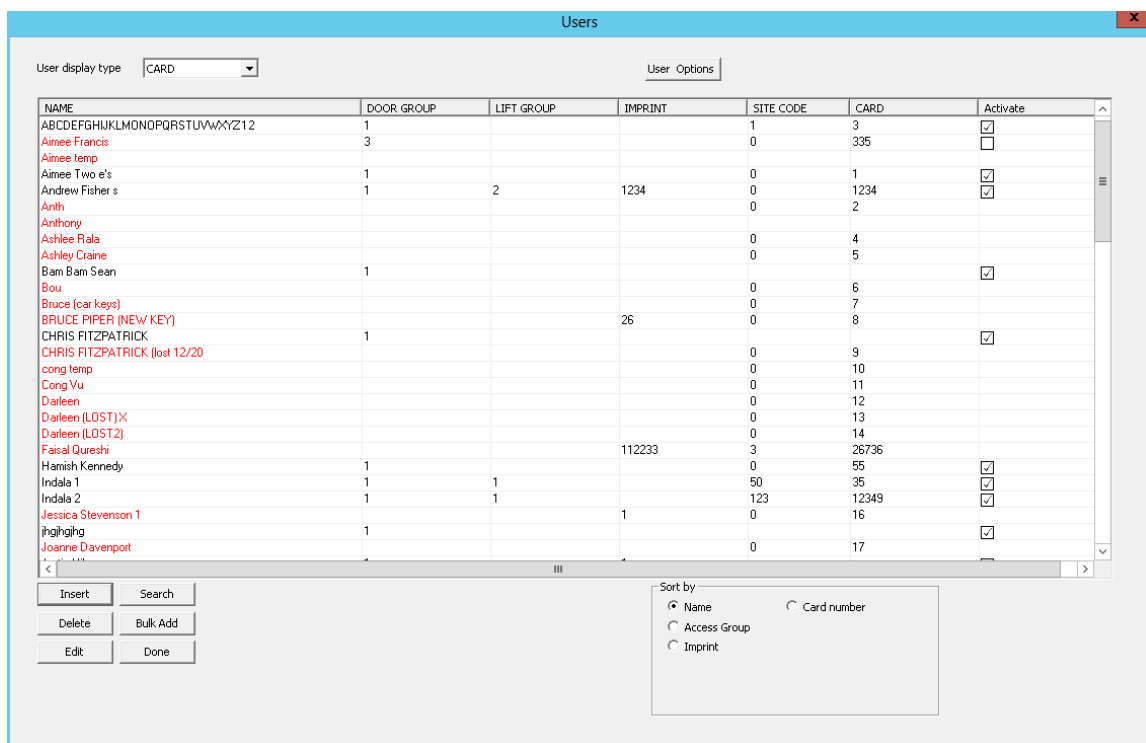 Users
x
User display type CARD User Options
NAME DOOR GROUP LIFT GROUP IMPRINT SITE CODE CARD Activate
ABCDEFGHIJKLMONOPQRSTUVWXYZ12 1 1 3
Aimee Francis 3 0 335
Aimee temp
Aimee Two e's 1 0 1
Andrew Fisher s 1 2 1234 0 1234
Anth 0 2
Anthony
Ashlee Rala 0 4
Ashley Craine 0 5
Bam Bam Sean 1
Bou 0 6
Bruce (car keys) 0 7
BRUCE PIPER (NEW KEY) 26 0 8
CHRIS FITZPATRICK 1
CHRIS FITZPATRICK (lost 12/20 0 9
cong temp 0 10
Cong Vu 0 11
Darleen 0 12
Darleen (LOST)X 0 13
Darleen (LOST2) 0 14
Faisal Qureshi 112233 3 26736
Hamish Kennedy 1 0 55
Indala 1 1 1 50 35
Indala 2 1 1 123 12349
Jessica Stevenson 1 1 0 16
jhgjhgjhg 1
Joanne Davenport 0 17
Insert Search
Delete Bulk Add
Edit Done
Sort by
Name Card number
Access Group
Imprint